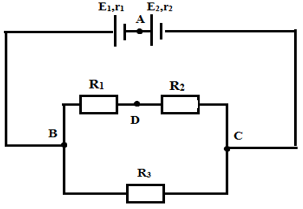 E₁,r₁ E₂,r₂
A
R₁ R₂
D
B C
R₃